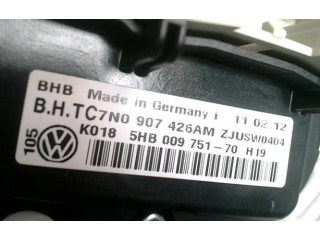 BHB Made in Germany i 11.02.12
B.H.TC7N0 907 426AM ZJUSW0404
105 K018 5HB 009 751-70 H19